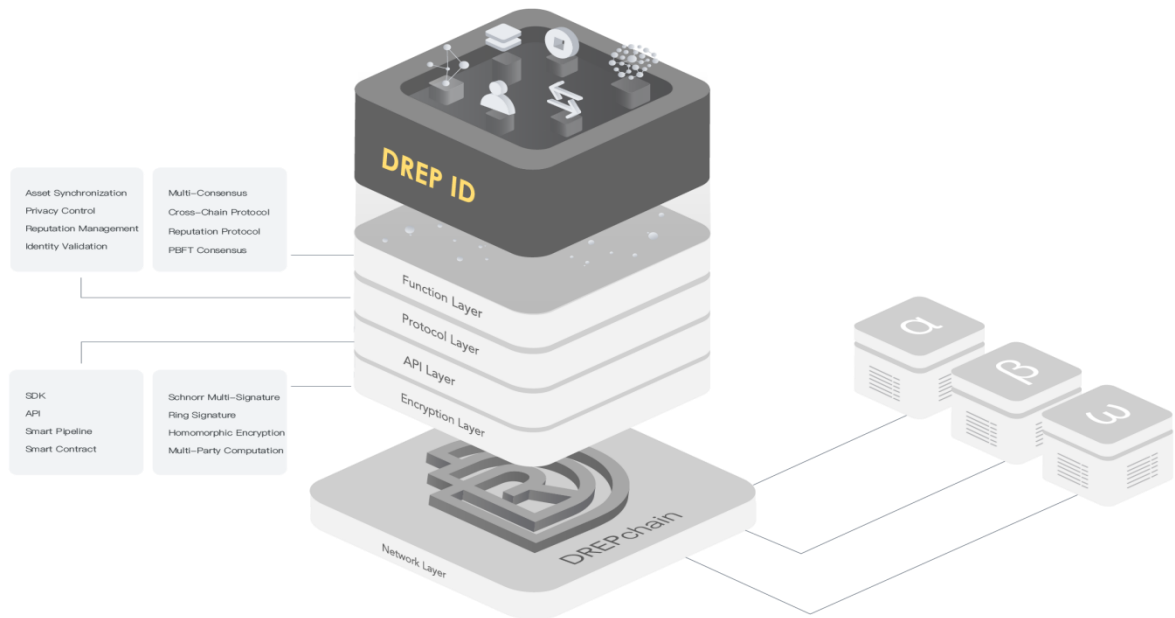 DREP ID
Asset Synchronization
Privacy Control
Reputation Management
Identity Validation
Multi-Consensus
Cross-Chain Protocol
Reputation Protocol
PBFT Consensus
Function Layer
Protocol Layer
API Layer
Encryption Layer
SDK
API
Smart Pipeline
Smart Contract
Schnorr Multi-Signature
Ring Signature
Homomorphic Encryption
Multi-Party Computation
α
β
ω
DREPchain
Network Layer